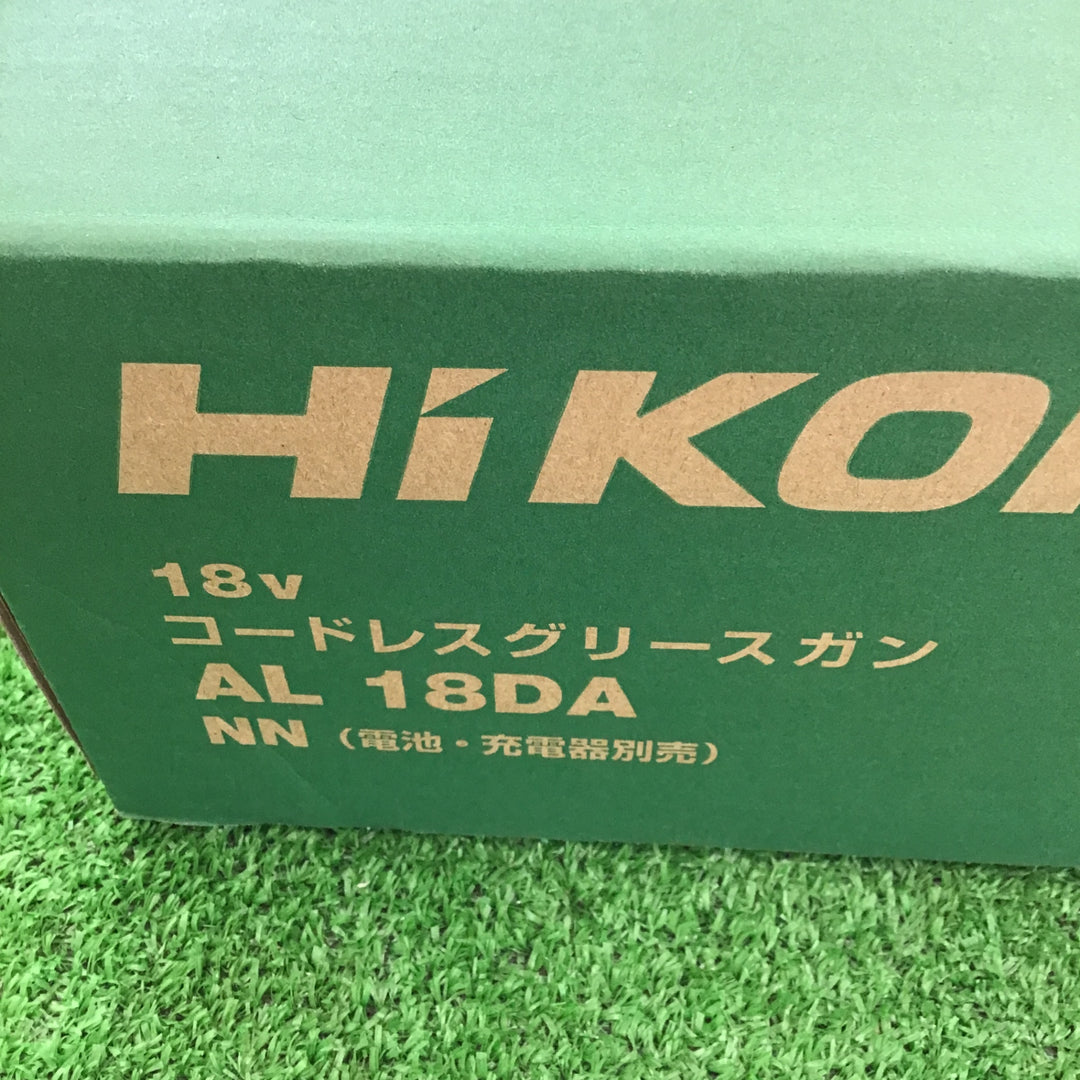 HiKO
18v
コードレスグリースガン
AL 18DA
NN（電池・充電器別売）